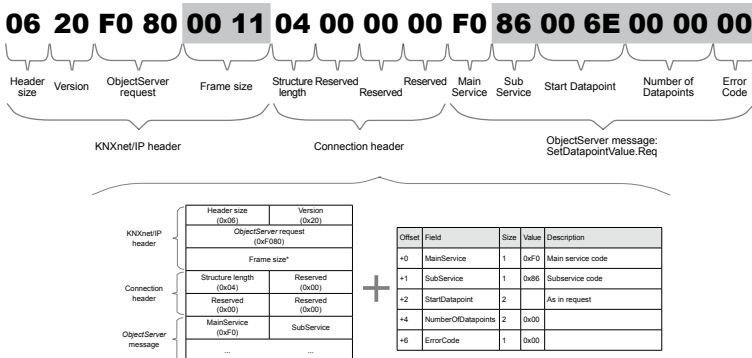 06 20 F0 80 00 11 04 00 00 00 F0 86 00 6E 00 00 00
Header size
Version
ObjectServer request
Frame size
Structure length
Reserved
Reserved
Reserved
Main Service
Sub Service
Start Datapoint
Number of Datapoints
Error Code
KNXnet/IP header
Connection header
ObjectServer message:
SetDatapointValue.Req
KNXnet/IP header
Header size (0x06) Version (0x20)
ObjectServer request (0xF080)
Frame size*
Connection header
Structure length (0x04) Reserved (0x00)
Reserved (0x00) Reserved (0x00)
ObjectServer message
MainService (0xF0) SubService
... ...
+
Offset Field Size Value Description
+0 MainService 1 0xF0 Main service code
+1 SubService 1 0x86 Subservice code
+2 StartDatapoint 2 As in request
+4 NumberOfDatapoints 2 0x00
+6 ErrorCode 1 0x00